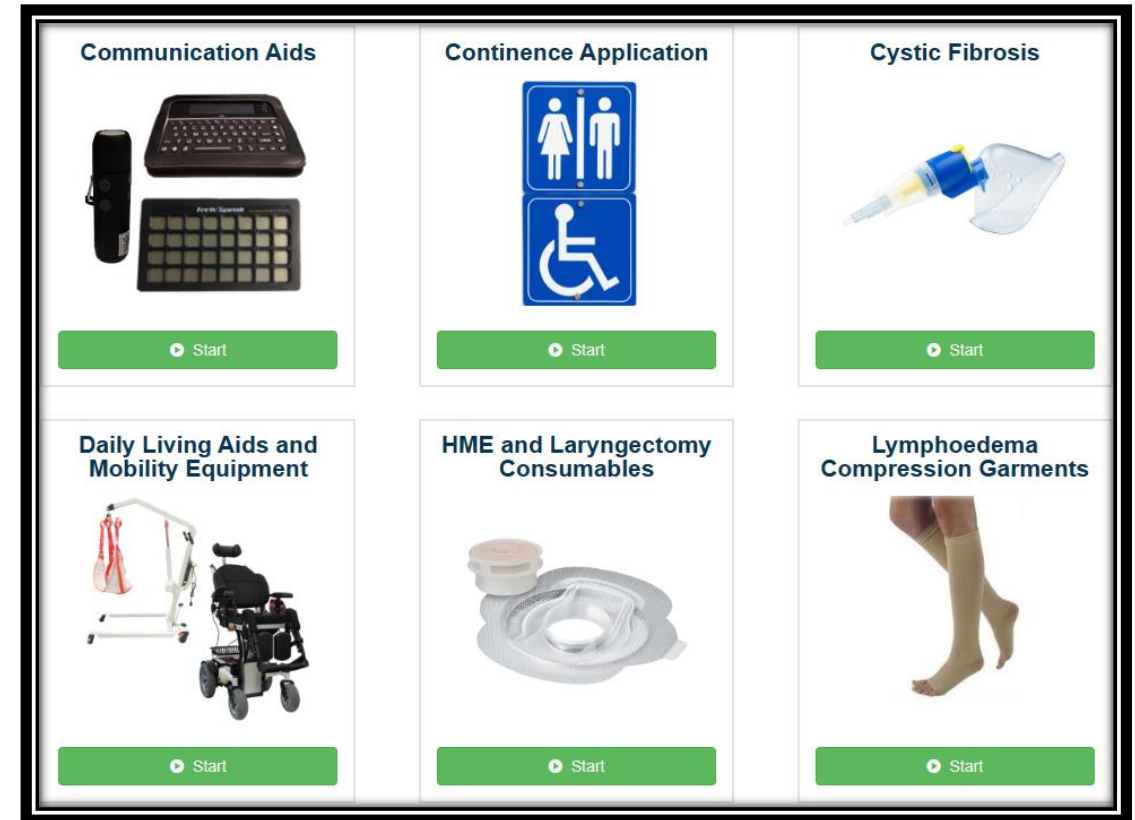 Communication Aids
Continence Application
Cystic Fibrosis
Start
Start
Start
Daily Living Aids and
Mobility Equipment
HME and Laryngectomy
Consumables
Lymphoedema
Compression Garments
Start
Start
Start